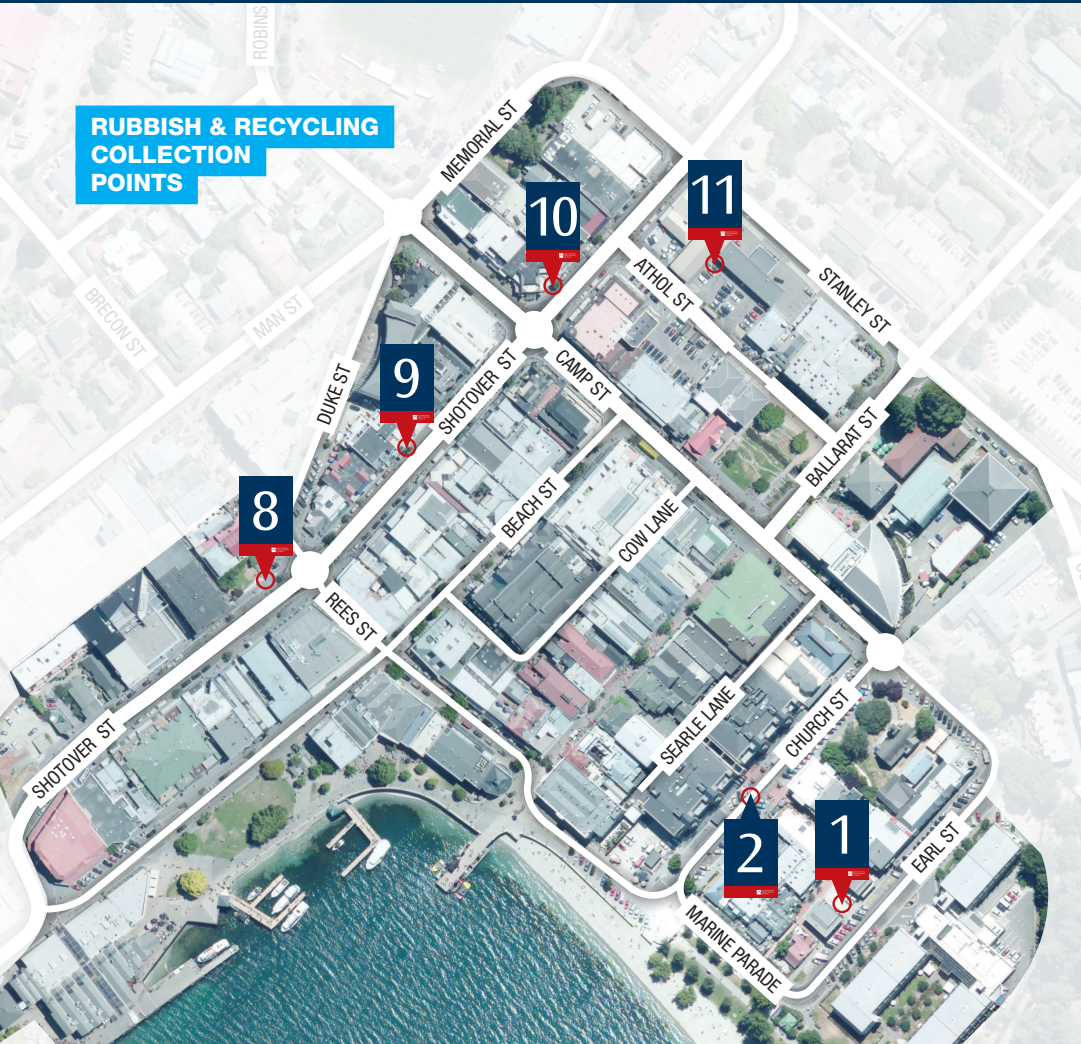 ROBINS
RUBBISH & RECYCLING
COLLECTION
POINTS
MEMORIAL ST
10
11
ATHOL ST
STANLEY ST
BRECON ST
MAN ST
DUKE ST
9
SHOTOVER ST
CAMP ST
BALLARAT ST
8
BEACH ST
COW LANE
REES ST
SHOTOVER ST
SEARLE LANE
CHURCH ST
2
1
EARL ST
MARINE PARADE